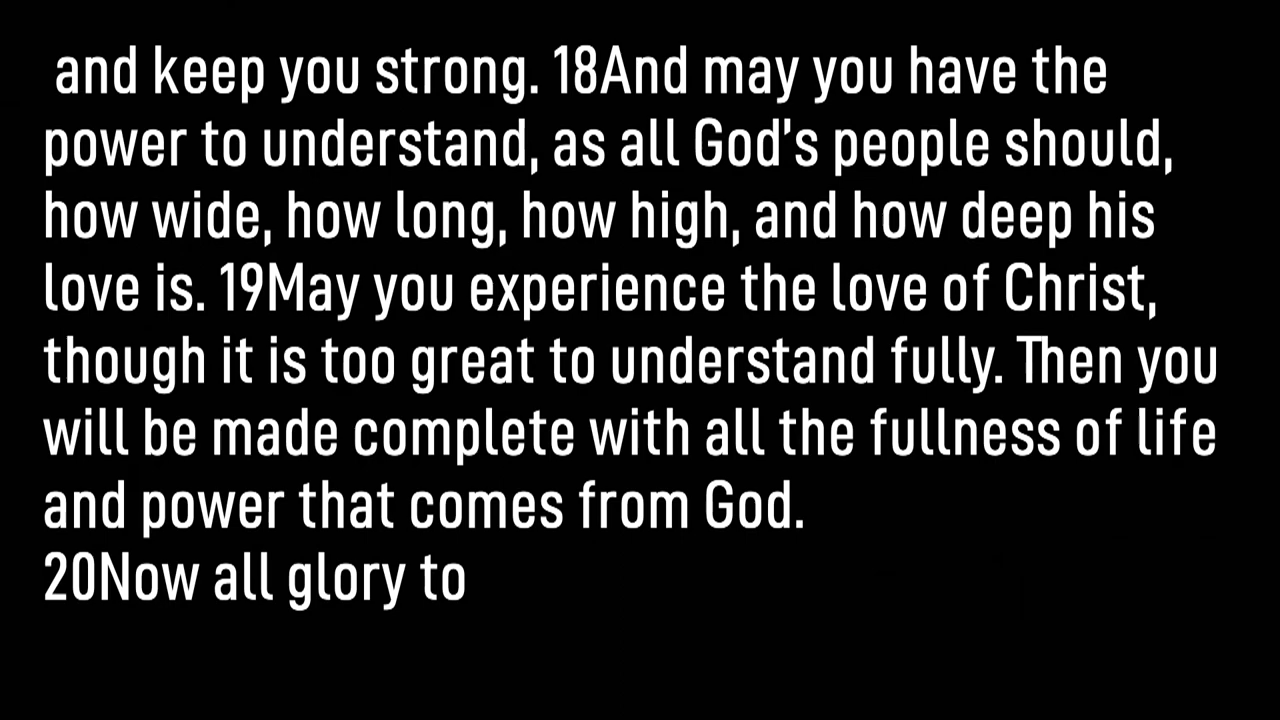 and keep you strong. 18And may you have the
power to understand, as all God’s people should,
how wide, how long, how high, and how deep his
love is. 19May you experience the love of Christ,
though it is too great to understand fully. Then you
will be made complete with all the fullness of life
and power that comes from God.
20Now all glory to